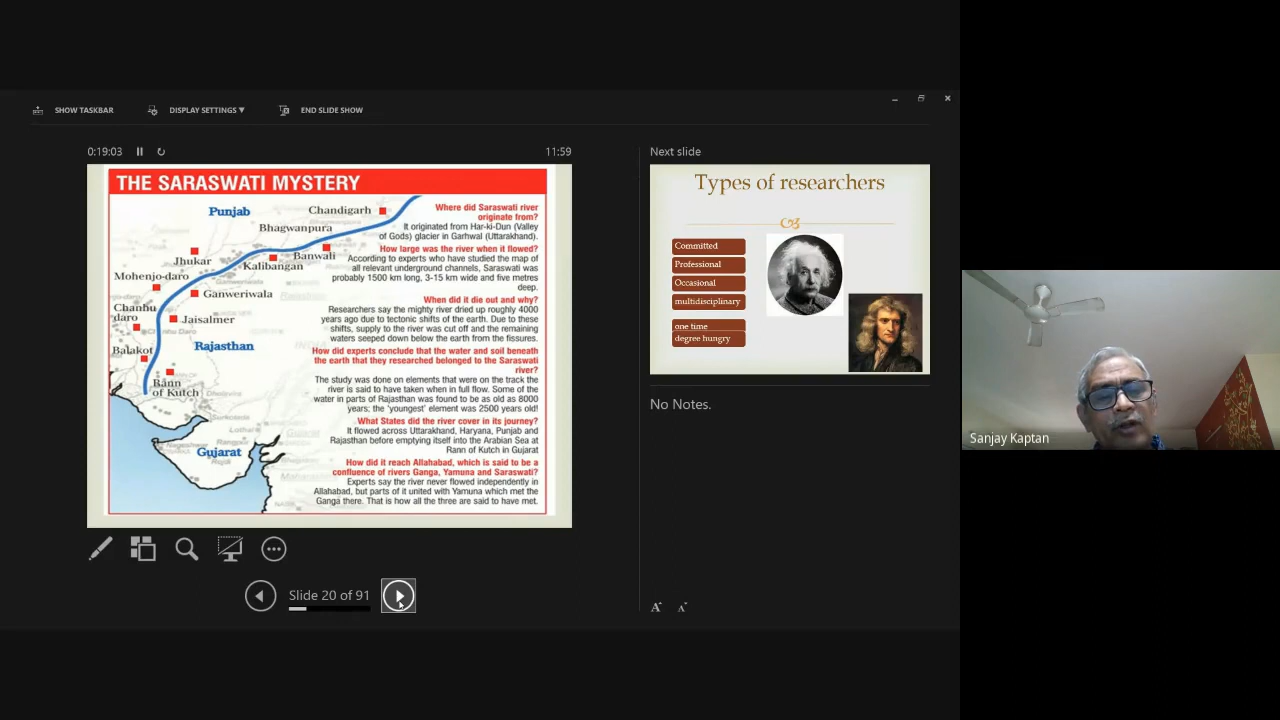 SHOW TASKBAR
DISPLAY SETTINGS ▼
END SLIDE SHOW
0:19:03
11:59
THE SARASWATI MYSTERY
Punjab
Chandigarh
Bhagwanpura
Jhukar
Banwali
Kalibangan
Mohenjo-daro
Ganweriwala
Chanhu
daro
Jaisalmer
Balakot
Rajasthan
Rann
of Kutch
Gujarat
Where did Saraswati river
originate from?
It originated from Har-ki-Dun (Valley
of Gods) glacier in Garhwal (Uttarakhand).
How large was the river when it flowed?
According to experts who have studied the map of
all relevant underground channels, Saraswati was
probably 1500 km long, 3-15 km wide and five metres
deep.
When did it die out and why?
Researchers say the mighty river dried up roughly 4000
years ago due to tectonic shifts of the earth. Due to these
shifts, supply to the river was cut off and the remaining
waters seeped down below the earth from the fissures.
How did experts conclude that the water and soil beneath
the earth that they researched belonged to the Saraswati
river?
The study was done on elements that were on the track the
river is said to have taken when in full flow. Some of the
water in parts of Rajasthan was found to be as old as 8000
years; the 'youngest' element was 2500 years old!
What States did the river cover in its journey?
It flowed across Uttarakhand, Haryana, Punjab and
Rajasthan before emptying itself into the Arabian Sea at
Rann of Kutch in Gujarat
How did it reach Allahabad, which is said to be a
confluence of rivers Ganga, Yamuna and Saraswati?
Experts say the river never flowed independently in
Allahabad, but parts of it united with Yamuna which met the
Ganga there. That is how all the three are said to have met.
Slide 20 of 91
Next slide
Types of researchers
Committed
Professional
Occasional
multidisciplinary
one time
degree hungry
No Notes.
A A
Sanjay Kaptan